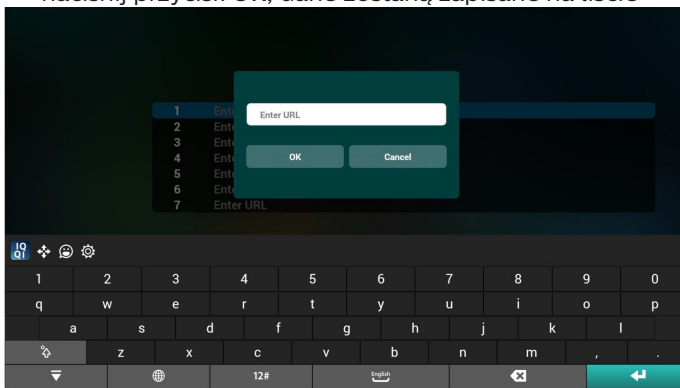 naciśnij przycisk OK, dane zostaną zapisane na liście
Enter URL
1 Ente
2 Ente
3 Ente
4 Ente
5 Ente
6 Ente
7 Enter URL
OK Cancel
IQ
QI
1 2 3 4 5 6 7 8 9 0
q w e r t y u i o p
a s d f g h j k l
z x c v b n m , .
12# English